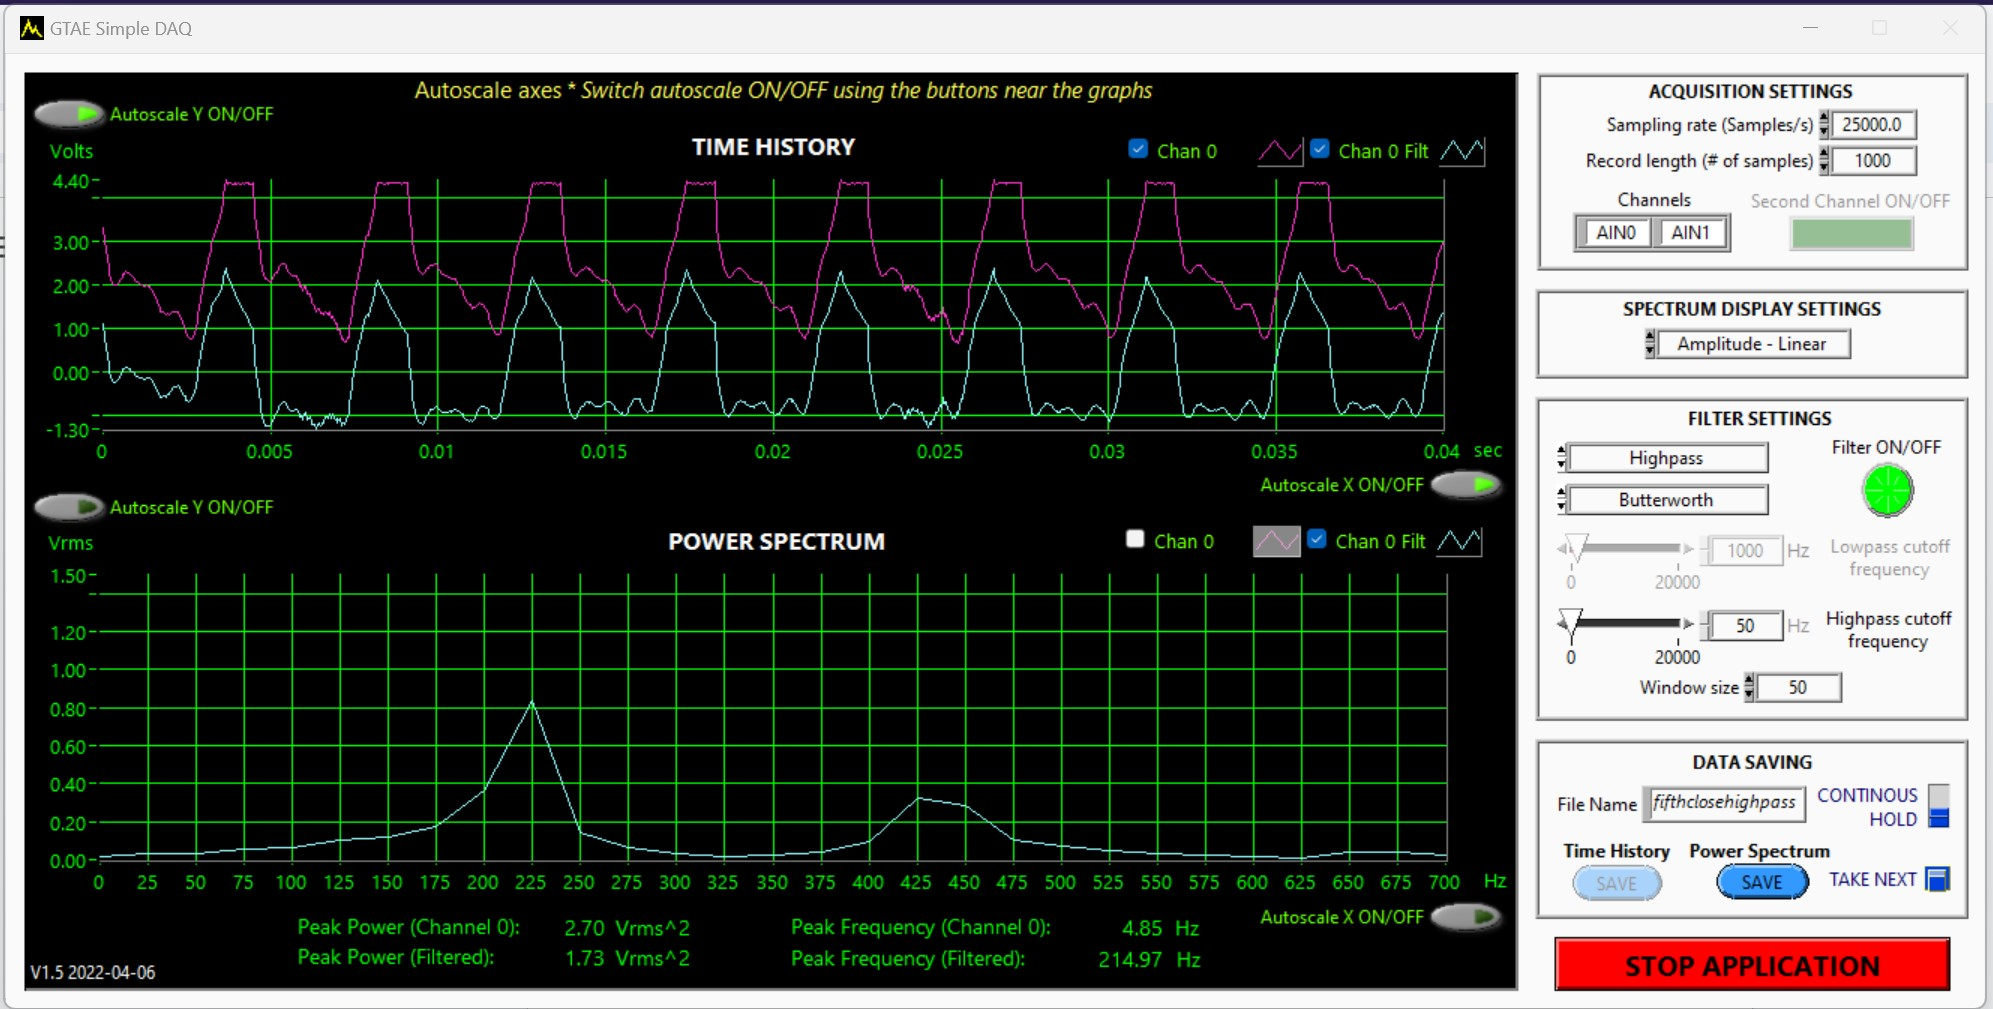 GTAE Simple DAQ
Autoscale axes * Switch autoscale ON/OFF using the buttons near the graphs
Autoscale Y ON/OFF
Volts
TIME HISTORY
Chan 0
Chan 0 Filt
4.40
3.00
2.00
1.00
0.00
-1.30
0 0.005 0.01 0.015 0.02 0.025 0.03 0.035 0.04 sec
Autoscale X ON/OFF
Autoscale Y ON/OFF
Vrms
POWER SPECTRUM
Chan 0
Chan 0 Filt
1.50
1.20
1.00
0.80
0.60
0.40
0.20
0.00
0 25 50 75 100 125 150 175 200 225 250 275 300 325 350 375 400 425 450 475 500 525 550 575 600 625 650 675 700 Hz
Autoscale X ON/OFF
Peak Power (Channel 0): 2.70 Vrms^2 Peak Frequency (Channel 0): 4.85 Hz
Peak Power (Filtered): 1.73 Vrms^2 Peak Frequency (Filtered): 214.97 Hz
V1.5 2022-04-06
ACQUISITION SETTINGS
Sampling rate (Samples/s) 25000.0
Record length (# of samples) 1000
Channels
Second Channel ON/OFF
AIN0 AIN1
SPECTRUM DISPLAY SETTINGS
Amplitude - Linear
FILTER SETTINGS
Filter ON/OFF
Highpass
Butterworth
1000 Hz
Lowpass cutoff
frequency
0 20000
50 Hz
Highpass cutoff
frequency
0 20000
Window size 50
DATA SAVING
File Name fifthclosehighpass
CONTINOUS
HOLD
Time History Power Spectrum
SAVE SAVE TAKE NEXT
STOP APPLICATION